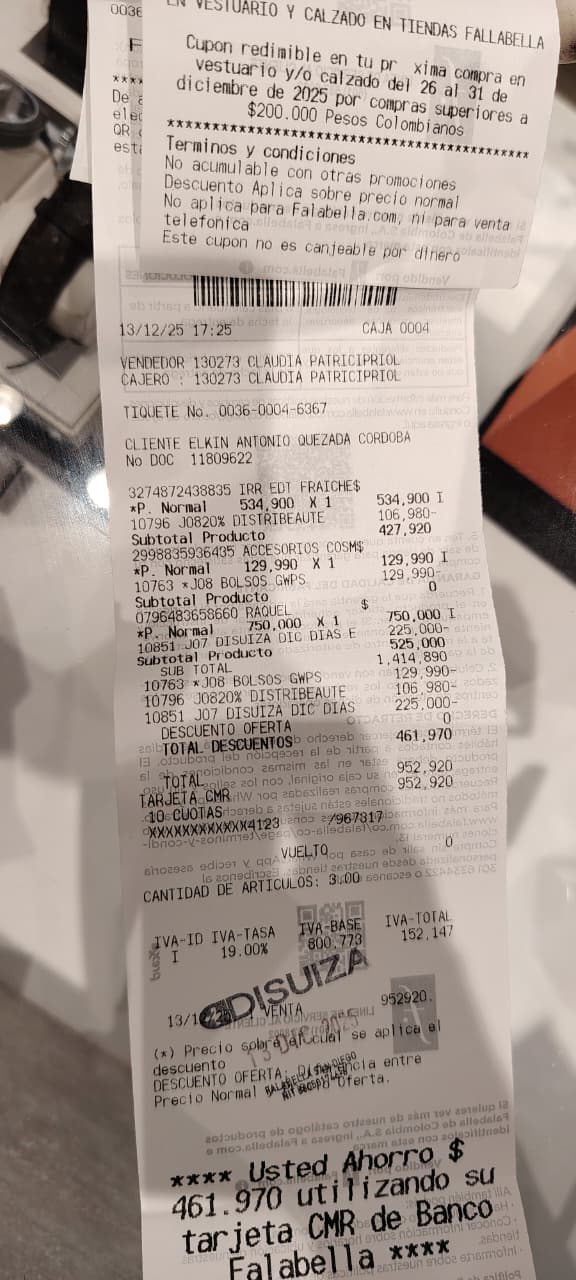 EN VESTUARIO Y CALZADO EN TIENDAS FALLABELLA
Cupon redimible en tu pr xima compra en
vestuario y/o calzado del 26 al 31 de
diciembre de 2025 por compras superiores a
$200.000 Pesos Colombianos
******************************************
Terminos y condiciones
No acumulable con otras promociones
Descuento Aplica sobre precio normal
No aplica para Falabella.com, ni para venta
telefonica
Este cupon no es canjeable por dinero
0036
F
****
De
elec
QR
est
13/12/25 17:25 CAJA 0004
VENDEDOR 130273 CLAUDIA PATRICIPRIOL
CAJERO : 130273 CLAUDIA PATRICIPRIOL
TIQUETE No. 0036-0004-6367
CLIENTE ELKIN ANTONIO QUEZADA CORDOBA
No DOC 11809622
3274872438835 IRR EDT FRAICHE$
*P. Normal 534,900 X 1 534,900 I
10796 J0820% DISTRIBEAUTE 106,980-
Subtotal Producto 427,920
2998835936435 ACCESORIOS COSM$
*P. Normal 129,990 X 1 129,990 I
10763 *J08 BOLSOS GWPS 129,990-
Subtotal Producto 0
0796483658660 RAQUEL $
*P. Normal 750,000 X 1 750,000 I
10851 J07 DISUIZA DIC DIAS E 225,000-
Subtotal Producto 525,000
SUB TOTAL 1,414,890
10763 *J08 BOLSOS GWPS 129,990-
10796 J0820% DISTRIBEAUTE 106,980-
10851 J07 DISUIZA DIC DIAS 225,000-
DESCUENTO OFERTA 0
TOTAL DESCUENTOS 461,970
TOTAL 952,920
TARJETA CMR 952,920
10 CUOTAS
XXXXXXXXXXXX4123 /967317
VUELTO 0
CANTIDAD DE ARTICULOS: 3.00
IVA-ID IVA-TASA IVA-BASE IVA-TOTAL
I 19.00% 800,773 152,147
DISUIZA
13/12/25 VENTA 952920.
13 DIC 2025
(*) Precio sobre el cual se aplica el
descuento
DESCUENTO OFERTA: Diferencia entre
Precio Normal y Oferta.
**** Usted Ahorro $
461.970 utilizando su
tarjeta CMR de Banco
Falabella ****